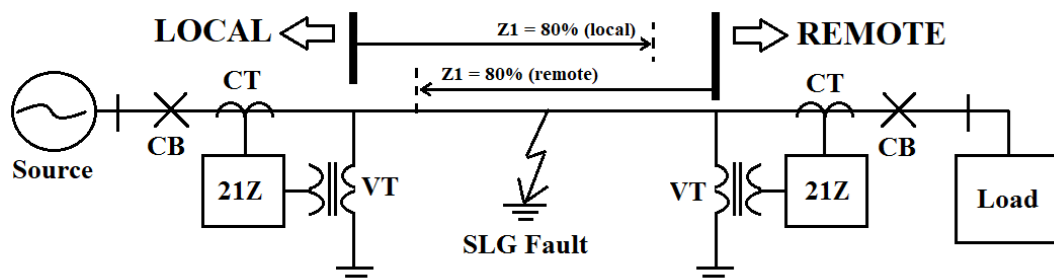 LOCAL
Z1 = 80% (local)
REMOTE
Z1 = 80% (remote)
CT
CT
CB
CB
Source
21Z
VT
VT
21Z
Load
SLG Fault